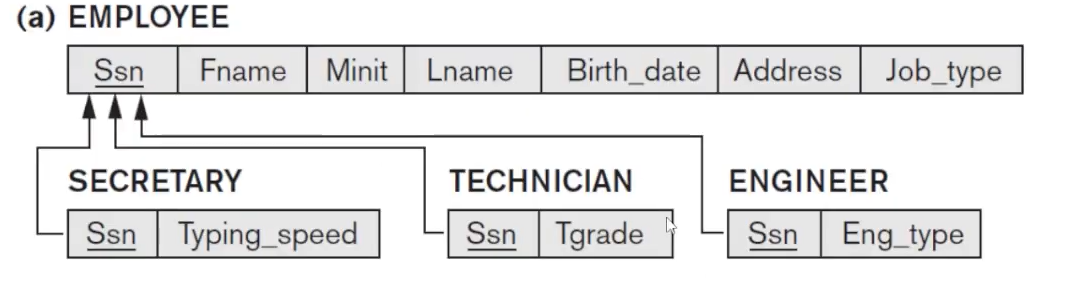 (a) EMPLOYEE
Ssn Fname Minit Lname Birth_date Address Job_type
SECRETARY TECHNICIAN ENGINEER
Ssn Typing_speed Ssn Tgrade Ssn Eng_type